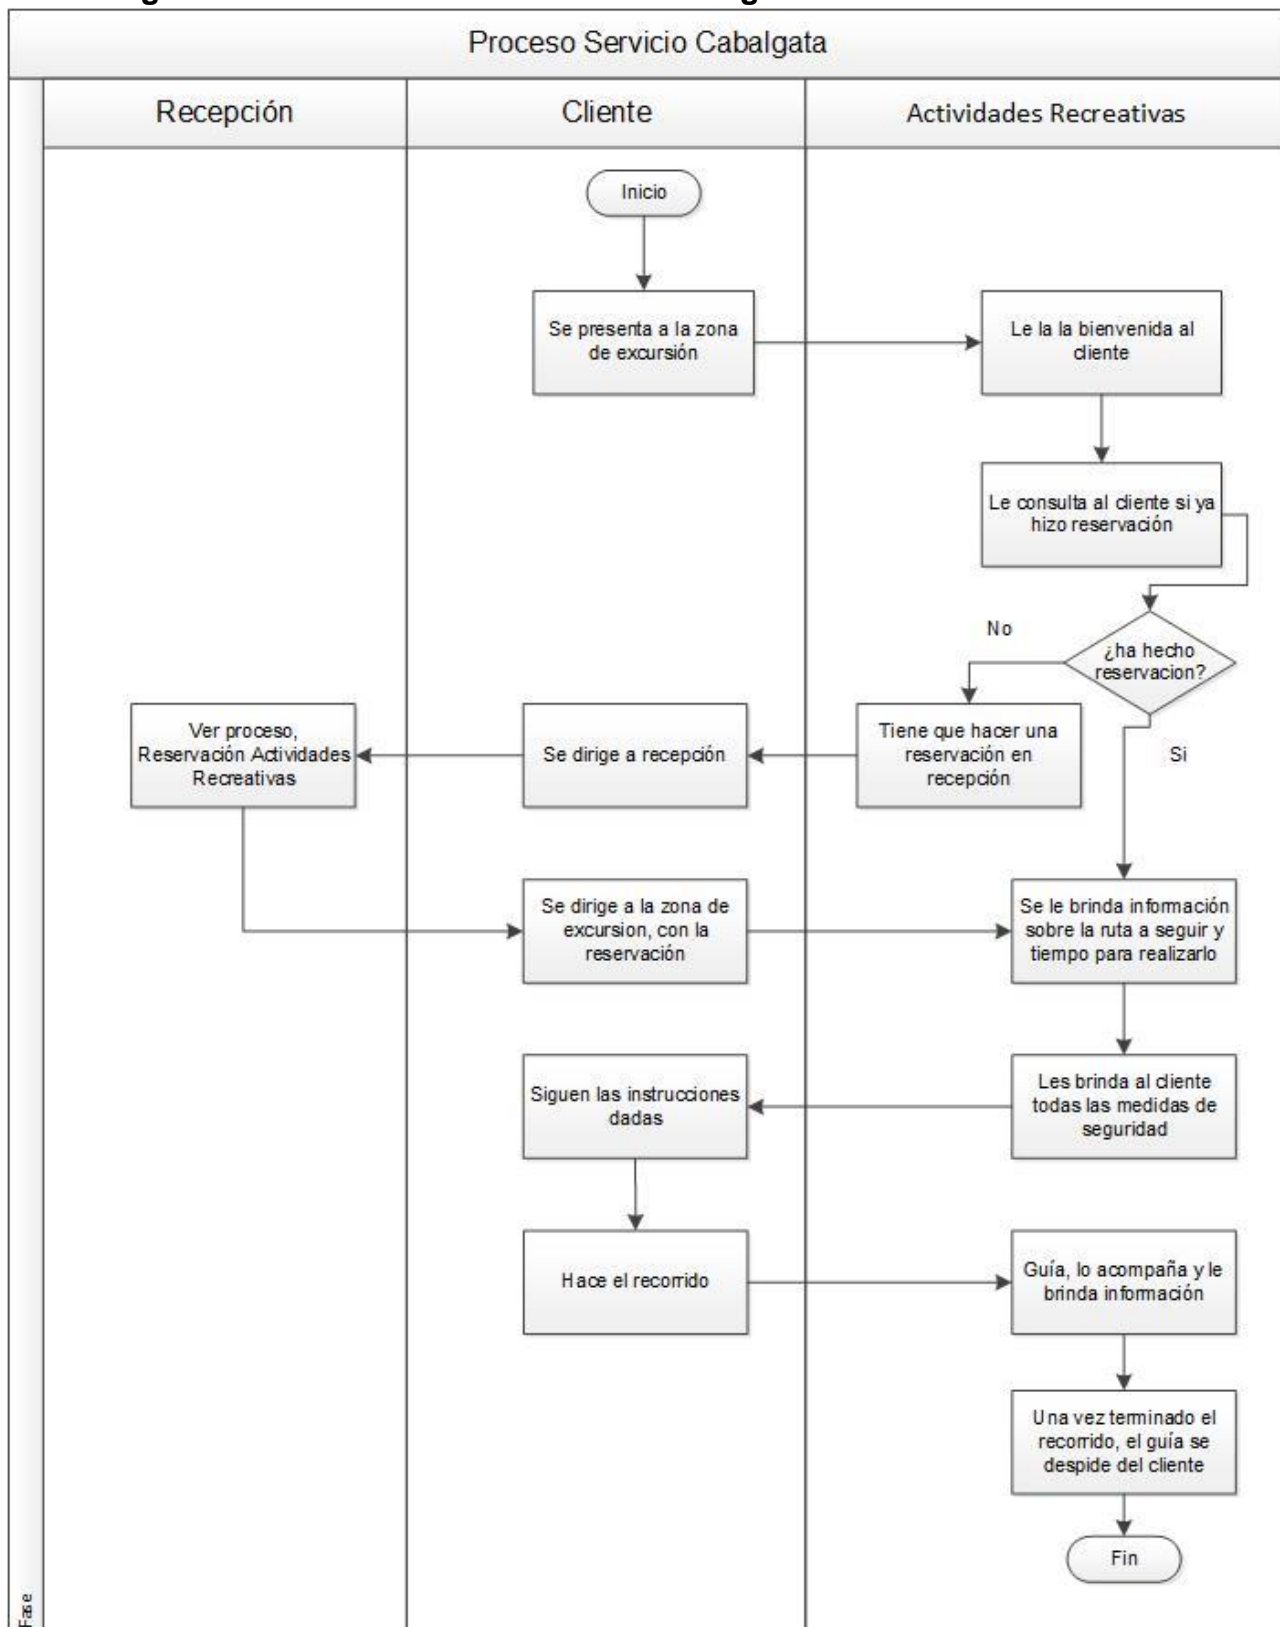 Proceso Servicio Cabalgata
Recepción
Cliente
Actividades Recreativas
Inicio
Se presenta a la zona
de excursión
Le la la bienvenida al
cliente
Le consulta al cliente si ya
hizo reservación
No
¿ha hecho
reservacion?
Si
Ver proceso,
Reservación Actividades
Recreativas
Se dirige a recepción
Tiene que hacer una
reservación en
recepción
Se dirige a la zona de
excursion, con la
reservación
Se le brinda información
sobre la ruta a seguir y
tiempo para realizarlo
Siguen las instrucciones
dadas
Les brinda al cliente
todas las medidas de
seguridad
Hace el recorrido
Guía, lo acompaña y le
brinda información
Una vez terminado el
recorrido, el guía se
despide del cliente
Fin
Fase